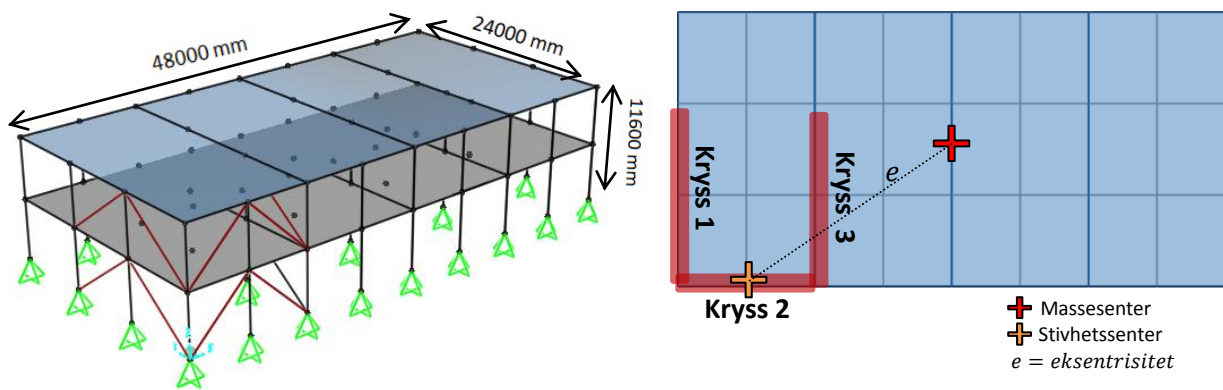 48000 mm
24000 mm
11600 mm
Kryss 1
Kryss 3
e
Kryss 2
Massesenter
Stivhetssenter
e = eksentrisitet